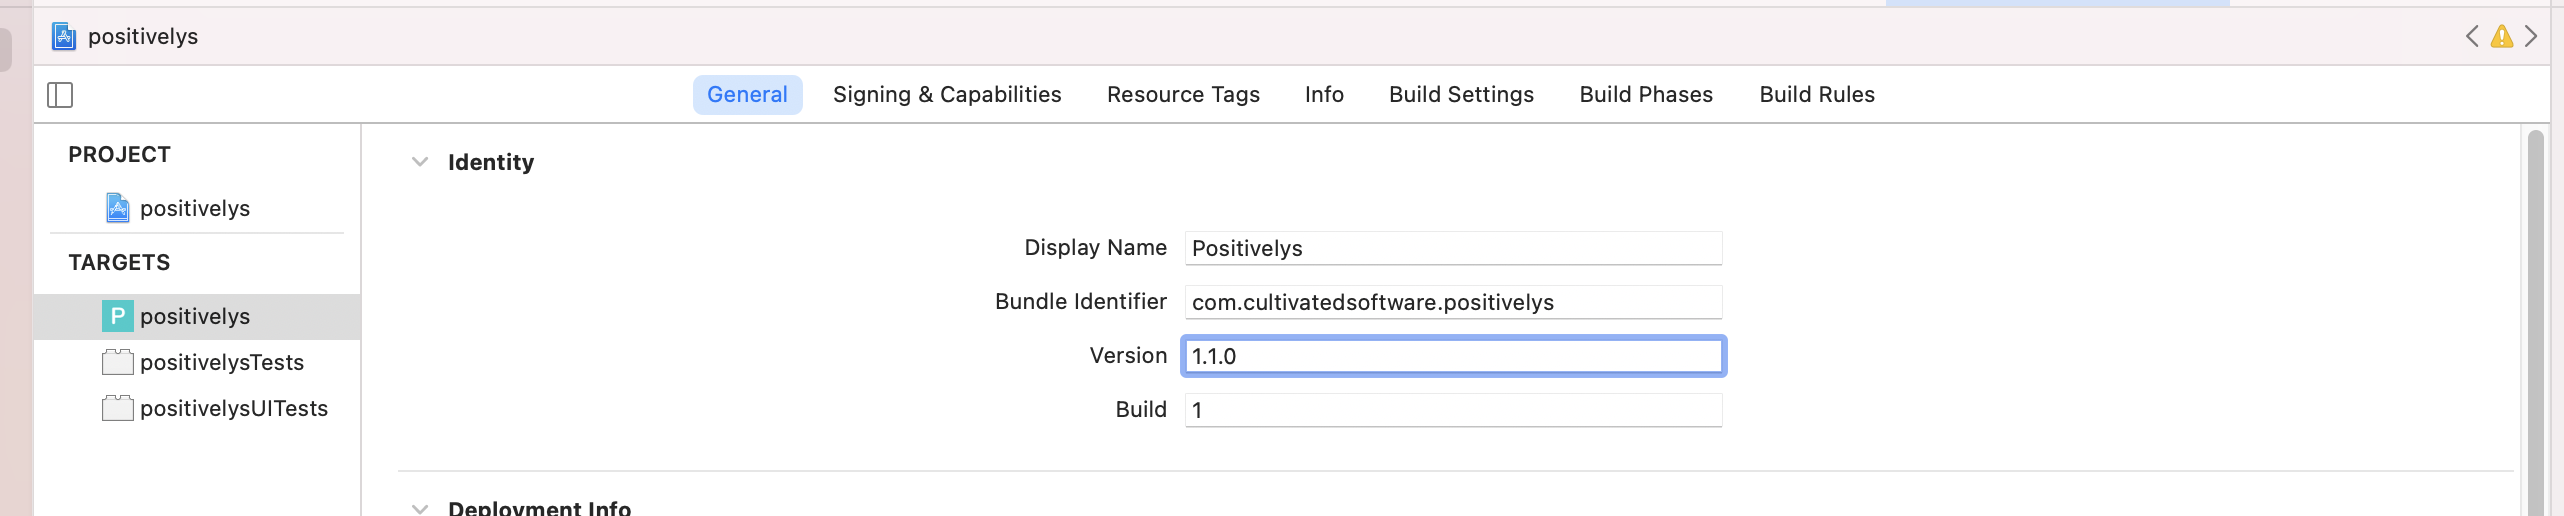 positivelys
General Signing & Capabilities Resource Tags Info Build Settings Build Phases Build Rules
PROJECT
positivelys
TARGETS
P positivelys
positivelysTests
positivelysUITests
Identity
Display Name Positivelys
Bundle Identifier com.cultivatedsoftware.positivelys
Version 1.1.0
Build 1
Deployment Info